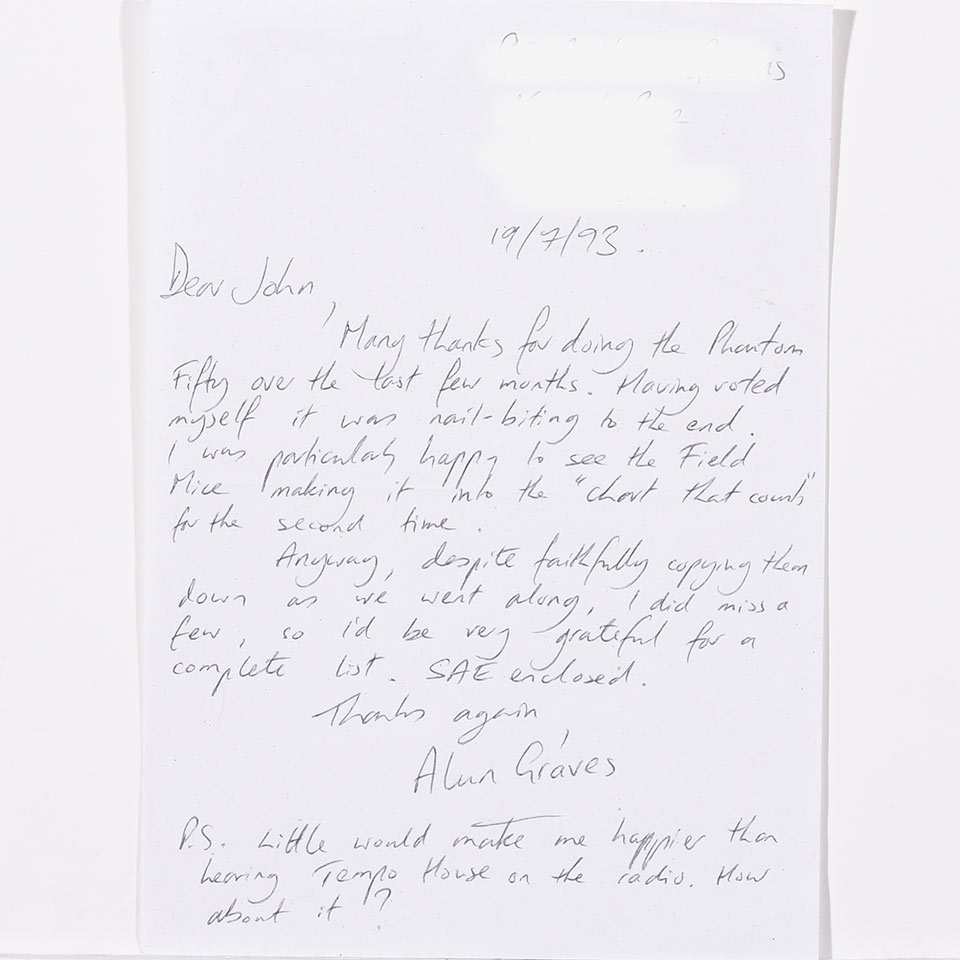 19/7/93.
Dear John,
Many thanks for doing the Phantom
Fifty over the last few months. Having voted
myself it was nail-biting to the end.
I was particularly happy to see the Field
Mice making it into the "chart that counts"
for the second time.
Anyway, despite faithfully copying them
down as we went along, I did miss a
few, so I'd be very grateful for a
complete list. SAE enclosed.
Thanks again,
Alun Graves
P.S. Little would make me happier than
hearing Tempo House on the radio. How
about it?